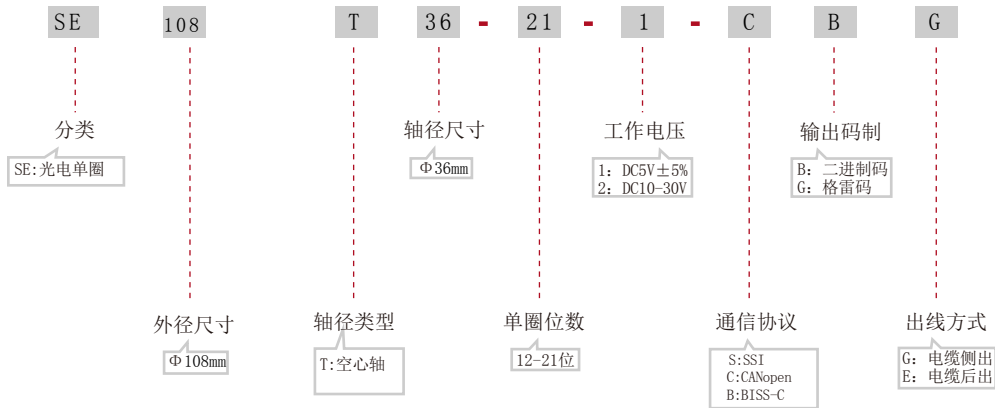 SE 108 T 36 - 21 - 1 - C B G
分类 轴径尺寸 工作电压 输出码制
SE:光电单圈
Φ36mm
1: DC5V±5%
2: DC10-30V
B: 二进制码
G: 格雷码
外径尺寸 轴径类型 单圈位数 通信协议 出线方式
Φ108mm
T:空心轴
12-21位
S:SSI
C:CANopen
B:BISS-C
G: 电缆侧出
E: 电缆后出